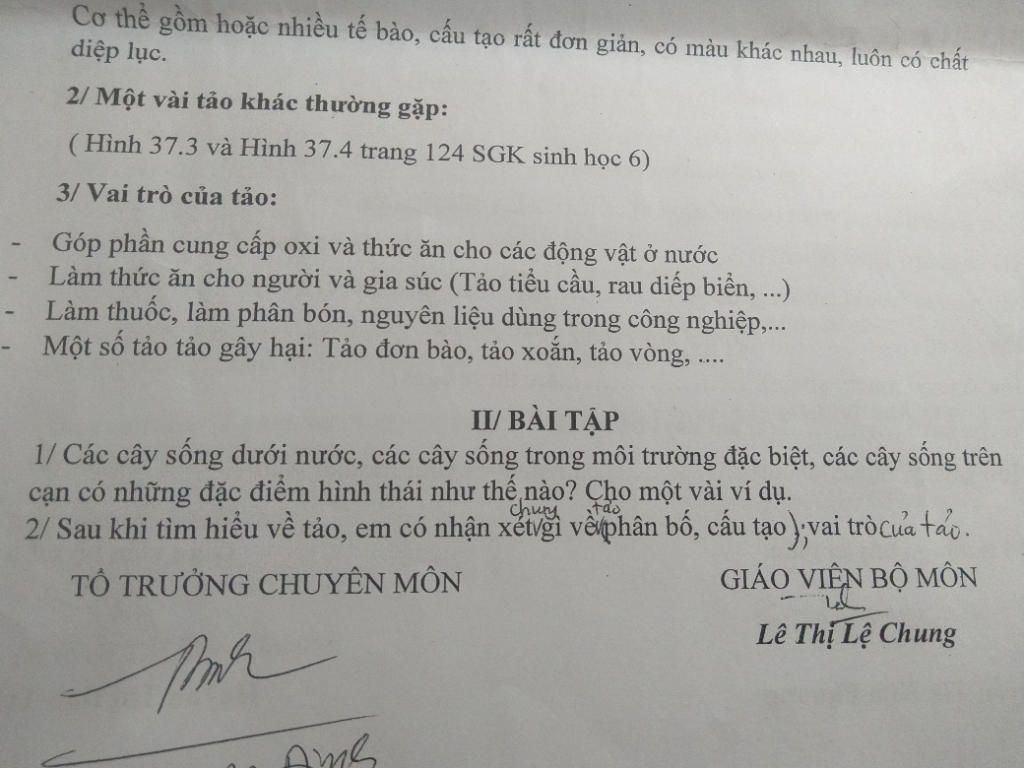 Cơ thể gồm hoặc nhiều tế bào, cấu tạo rất đơn giản, có màu khác nhau, luôn có chất
diệp lục.
2/ Một vài tảo khác thường gặp:
( Hình 37.3 và Hình 37.4 trang 124 SGK sinh học 6)
3/ Vai trò của tảo:
- Góp phần cung cấp oxi và thức ăn cho các động vật ở nước
- Làm thức ăn cho người và gia súc (Tảo tiểu cầu, rau diếp biển, ...)
- Làm thuốc, làm phân bón, nguyên liệu dùng trong công nghiệp,...
- Một số tảo tảo gây hại: Tảo đơn bào, tảo xoắn, tảo vòng, ....
II/ BÀI TẬP
1/ Các cây sống dưới nước, các cây sống trong môi trường đặc biệt, các cây sống trên
cạn có những đặc điểm hình thái như thế nào? Cho một vài ví dụ.
chung tảo
2/ Sau khi tìm hiểu về tảo, em có nhận xét gì về phân bố, cấu tạo); vai trò của tảo.
TỔ TRƯỞNG CHUYÊN MÔN GIÁO VIÊN BỘ MÔN
Lê Thị Lệ Chung